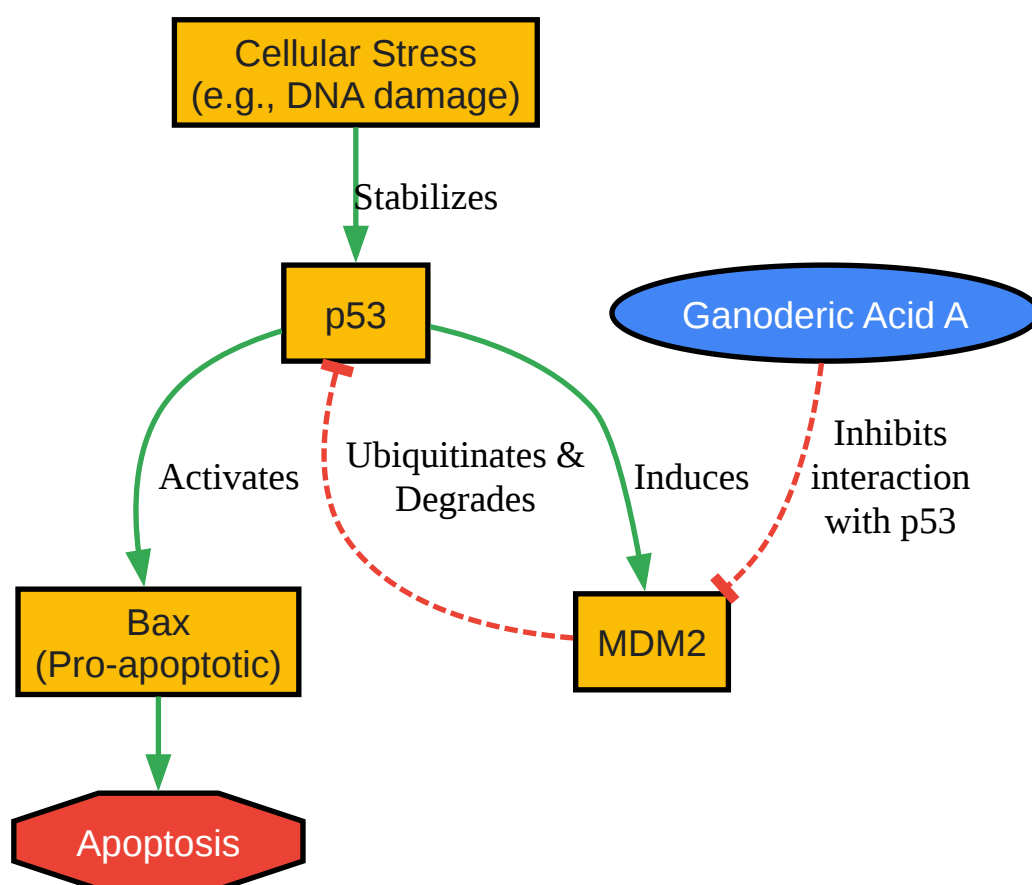 Cellular Stress
(e.g., DNA damage)
Stabilizes
p53
Ganoderic Acid A
Activates
Ubiquitinates &
Degrades
Induces
Inhibits
interaction
with p53
Bax
(Pro-apoptotic)
MDM2
Apoptosis